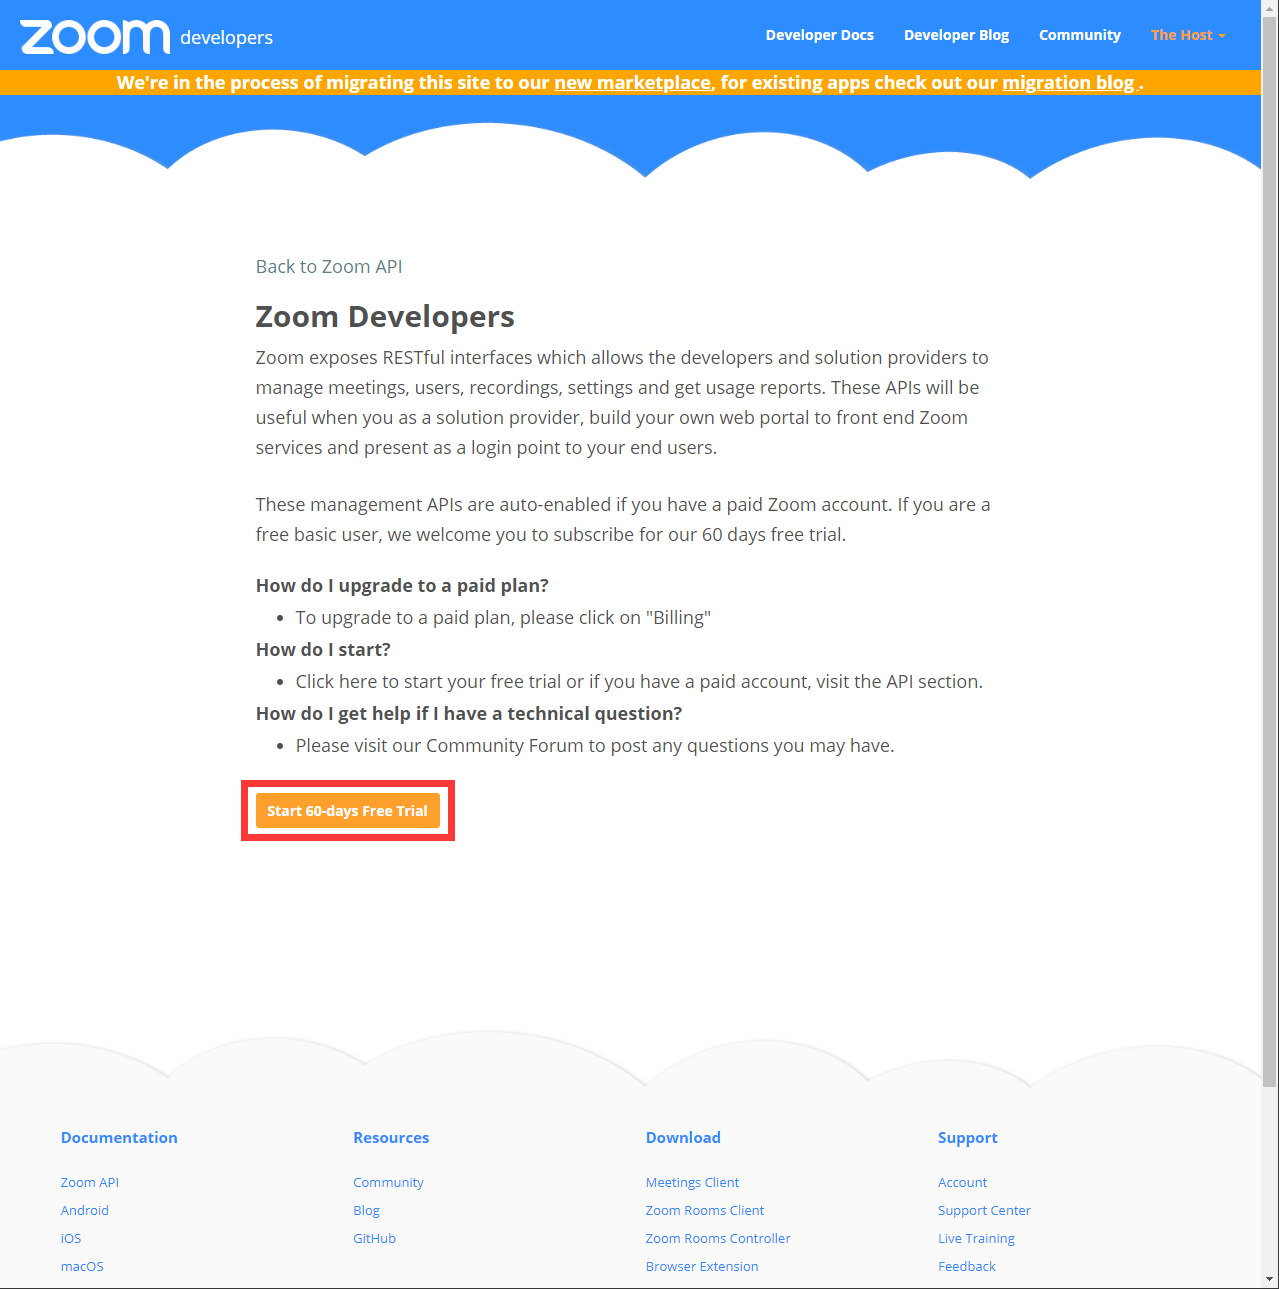 zoom developers
Developer Docs Developer Blog Community The Host
We're in the process of migrating this site to our new marketplace, for existing apps check out our migration blog .
Back to Zoom API
Zoom Developers
Zoom exposes RESTful interfaces which allows the developers and solution providers to
manage meetings, users, recordings, settings and get usage reports. These APIs will be
useful when you as a solution provider, build your own web portal to front end Zoom
services and present as a login point to your end users.
These management APIs are auto-enabled if you have a paid Zoom account. If you are a
free basic user, we welcome you to subscribe for our 60 days free trial.
How do I upgrade to a paid plan?
• To upgrade to a paid plan, please click on "Billing"
How do I start?
• Click here to start your free trial or if you have a paid account, visit the API section.
How do I get help if I have a technical question?
• Please visit our Community Forum to post any questions you may have.
Start 60-days Free Trial
Documentation
Zoom API
Android
iOS
macOS
Resources
Community
Blog
GitHub
Download
Meetings Client
Zoom Rooms Client
Zoom Rooms Controller
Browser Extension
Support
Account
Support Center
Live Training
Feedback